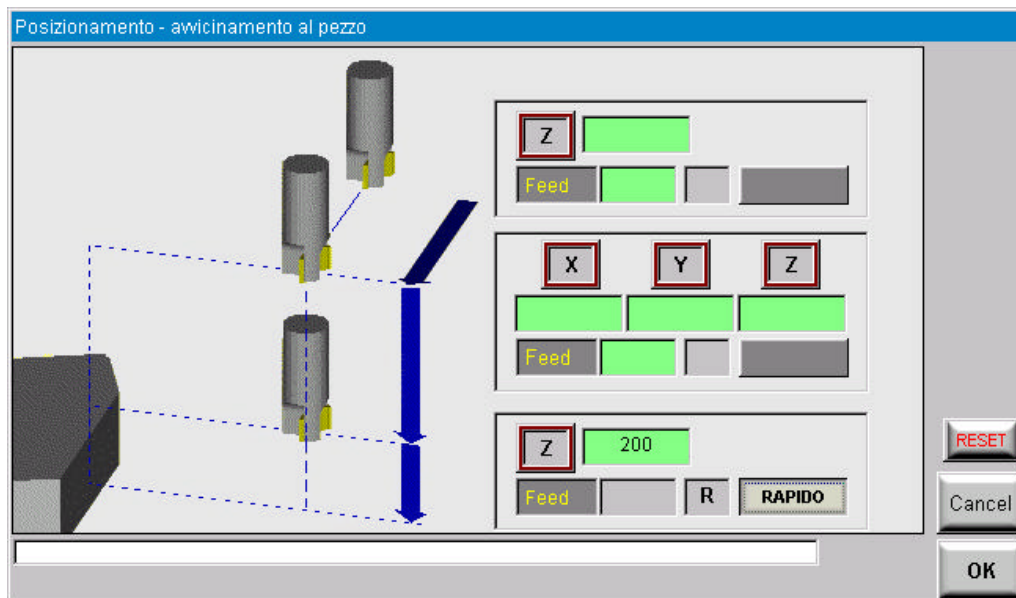 Posizionamento - avvicinamento al pezzo
Z
Feed
X Y Z
Feed
Z 200
Feed R RAPIDO
RESET
Cancel
OK